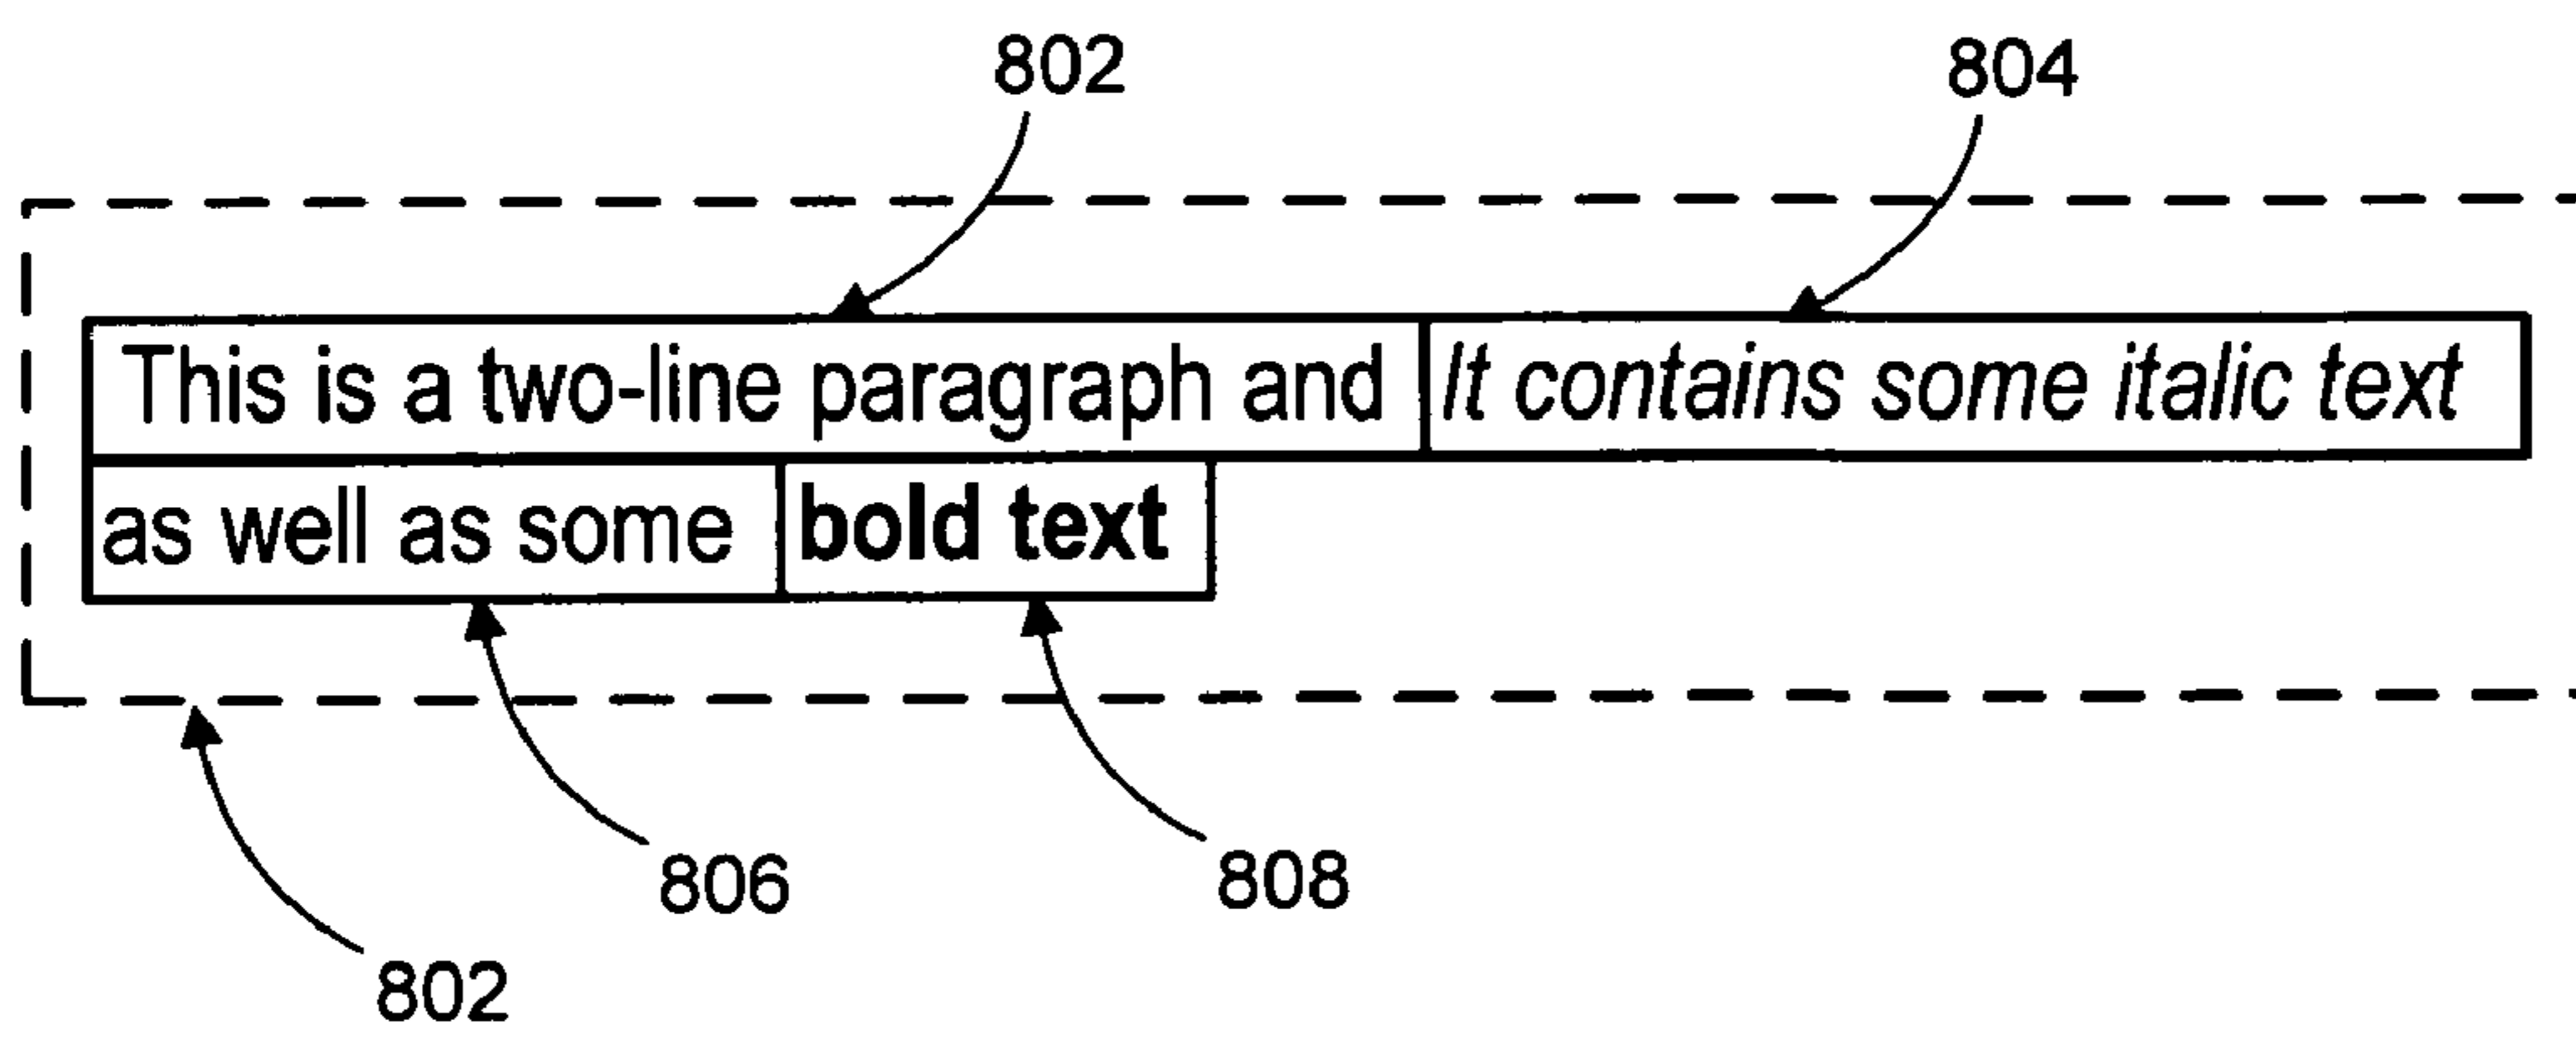 802 804
This is a two-line paragraph and It contains some italic text
as well as some bold text
806 808
802